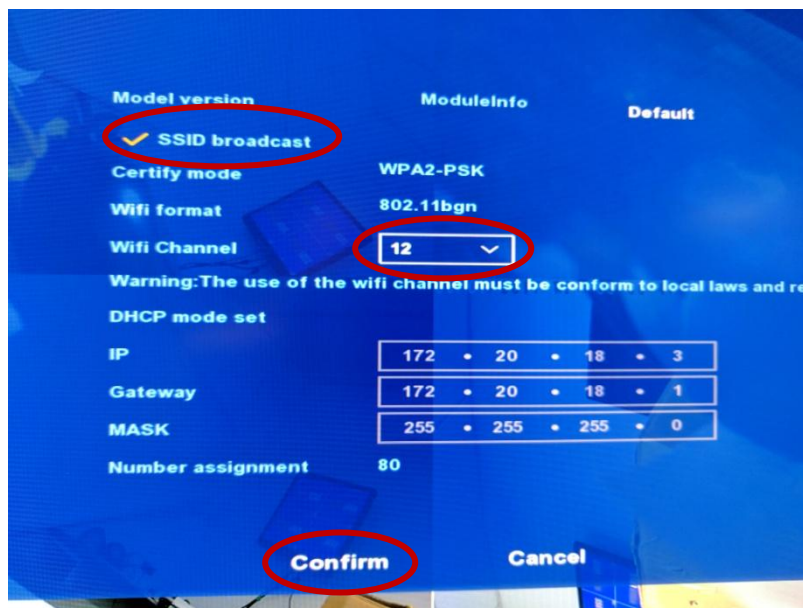 Model version ModuleInfo Default
SSID broadcast
Certify mode WPA2-PSK
Wifi format 802.11bgn
Wifi Channel 12
Warning:The use of the wifi channel must be conform to local laws and re
DHCP mode set
IP 172 • 20 • 18 • 3
Gateway 172 • 20 • 18 • 1
MASK 255 • 255 • 255 • 0
Number assignment 80
Confirm Cancel